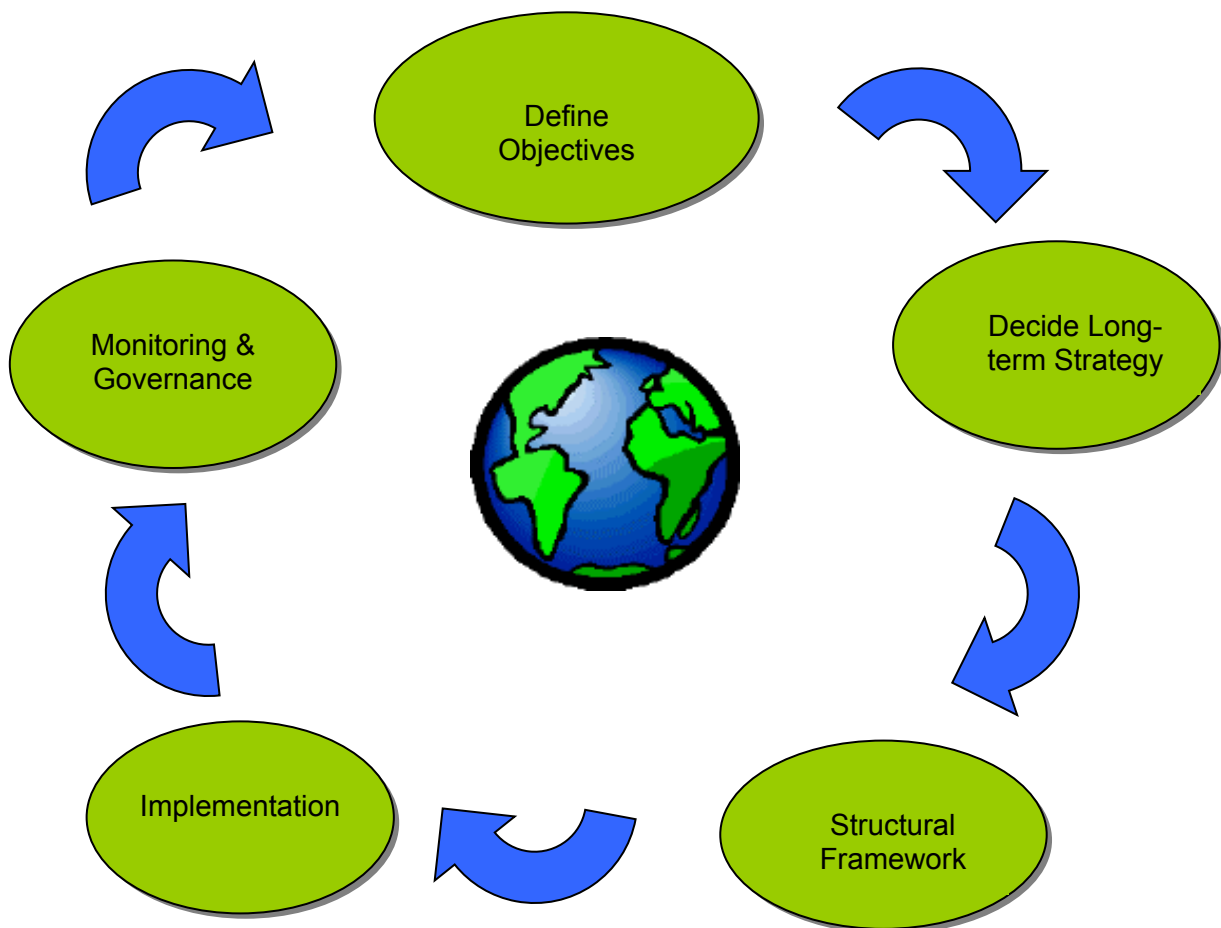 Define
Objectives
Decide Long-
term Strategy
Structural
Framework
Implementation
Monitoring &
Governance